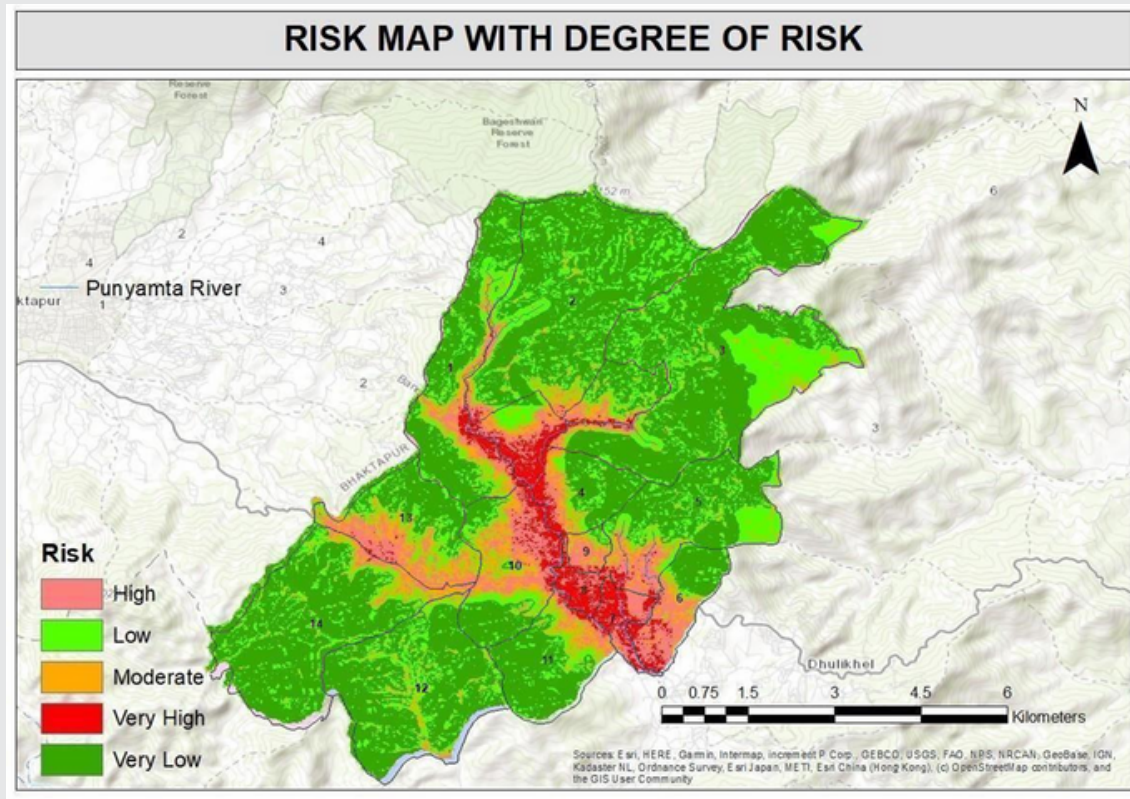 RISK MAP WITH DEGREE OF RISK
Reserve
Forest
Bageshwari
Reserve
Forest
N
152 m
6
2
4
4
Punyamta River
3
ktapur
1
2
3
1
2
3
BHAKTAPUR
4
5
13
9
10
6
14
11
12
Dhulikhel
Risk
High
Low
Moderate
Very High
Very Low
0 0.75 1.5 3 4.5 6
Kilometers
Sources: Esri, HERE, Garmin, Intermap, increment P Corp., GEBCO, USGS, FAO, NPS, NRCAN, GeoBase, IGN,
Kadaster NL, Ordnance Survey, Esri Japan, METI, Esri China (Hong Kong), (c) OpenStreetMap contributors, and
the GIS User Community